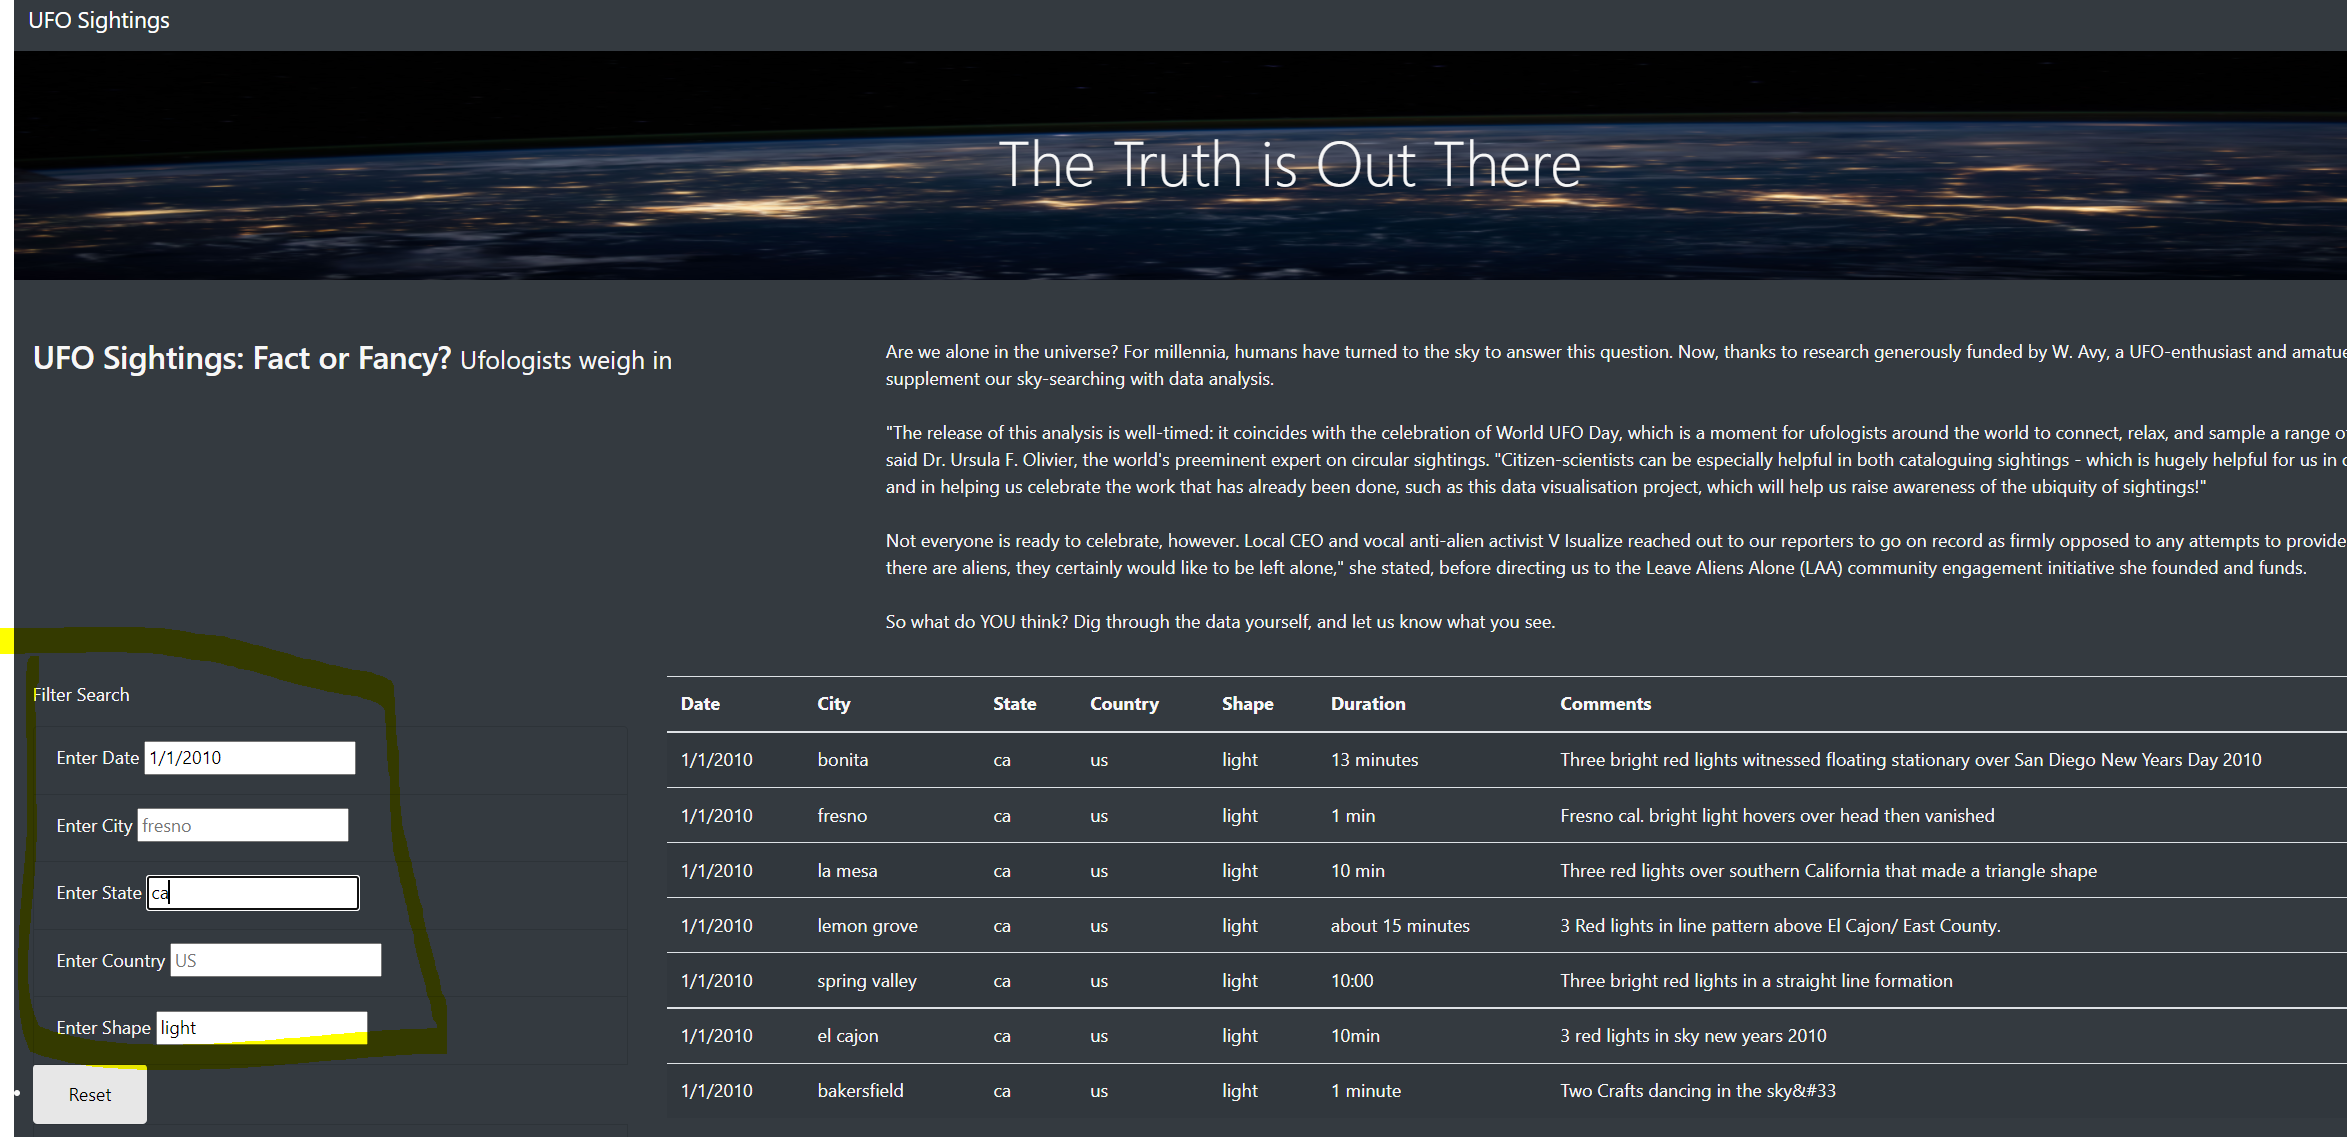 UFO Sightings
The Truth is Out There
UFO Sightings: Fact or Fancy? Ufologists weigh in
Are we alone in the universe? For millennia, humans have turned to the sky to answer this question. Now, thanks to research generously funded by W. Avy, a UFO-enthusiast and
supplement our sky-searching with data analysis.
"The release of this analysis is well-timed: it coincides with the celebration of World UFO Day, which is a moment for ufologists around the world to connect, relax, and sample a range
said Dr. Ursula F. Olivier, the world's preeminent expert on circular sightings. "Citizen-scientists can be especially helpful in both cataloguing sightings - which is hugely helpful for us in
and in helping us celebrate the work that has already been done, such as this data visualisation project, which will help us raise awareness of the ubiquity of sightings!"
Not everyone is ready to celebrate, however. Local CEO and vocal anti-alien activist V Isualize reached out to our reporters to go on record as firmly opposed to any attempts to provide
there are aliens, they certainly would like to be left alone," she stated, before directing us to the Leave Aliens Alone (LAA) community engagement initiative she founded and funds.
So what do YOU think? Dig through the data yourself, and let us know what you see.
Filter Search
Enter Date 1/1/2010
Enter City fresno
Enter State ca
Enter Country US
Enter Shape light
Reset
Date City State Country Shape Duration Comments
1/1/2010 bonita ca us light 13 minutes Three bright red lights witnessed floating stationary over San Diego New Years Day 2010
1/1/2010 fresno ca us light 1 min Fresno cal. bright light hovers over head then vanished
1/1/2010 la mesa ca us light 10 min Three red lights over southern California that made a triangle shape
1/1/2010 lemon grove ca us light about 15 minutes 3 Red lights in line pattern above El Cajon/ East County.
1/1/2010 spring valley ca us light 10:00 Three bright red lights in a straight line formation
1/1/2010 el cajon ca us light 10min 3 red lights in sky new years 2010
1/1/2010 bakersfield ca us light 1 minute Two Crafts dancing in the sky&#33